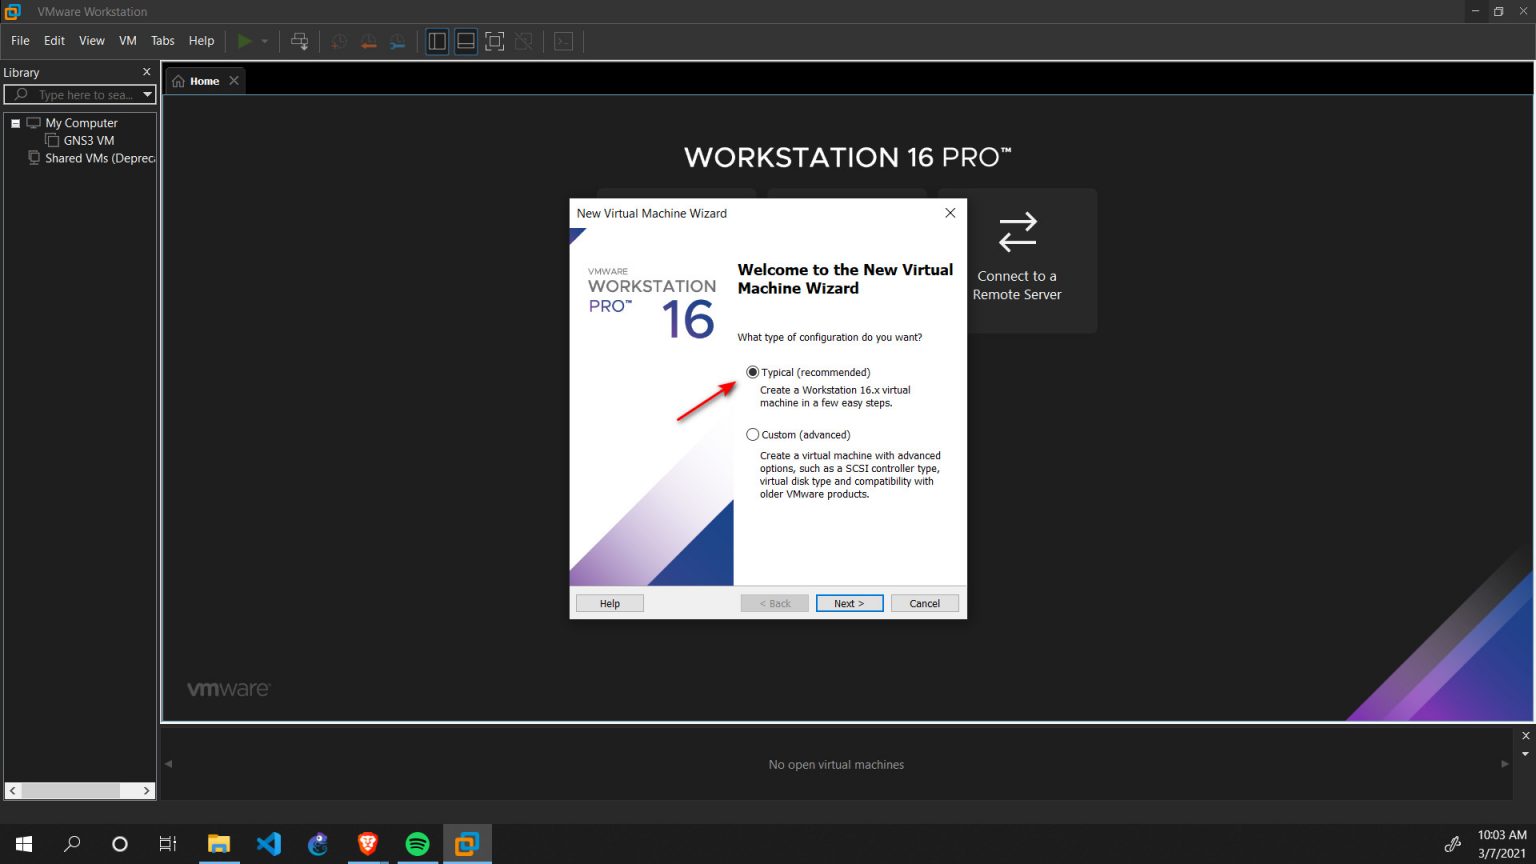 VMware Workstation
File Edit View VM Tabs Help
Library
Type here to sea...
My Computer
GNS3 VM
Shared VMs (Depreca
Home
WORKSTATION 16 PRO™
Connect to a
Remote Server
New Virtual Machine Wizard
VMWARE
WORKSTATION
PRO™
16
Welcome to the New Virtual
Machine Wizard
What type of configuration do you want?
Typical (recommended)
Create a Workstation 16.x virtual
machine in a few easy steps.
Custom (advanced)
Create a virtual machine with advanced
options, such as a SCSI controller type,
virtual disk type and compatibility with
older VMware products.
Help < Back Next > Cancel
vmware®
No open virtual machines
10:03 AM
3/7/2021